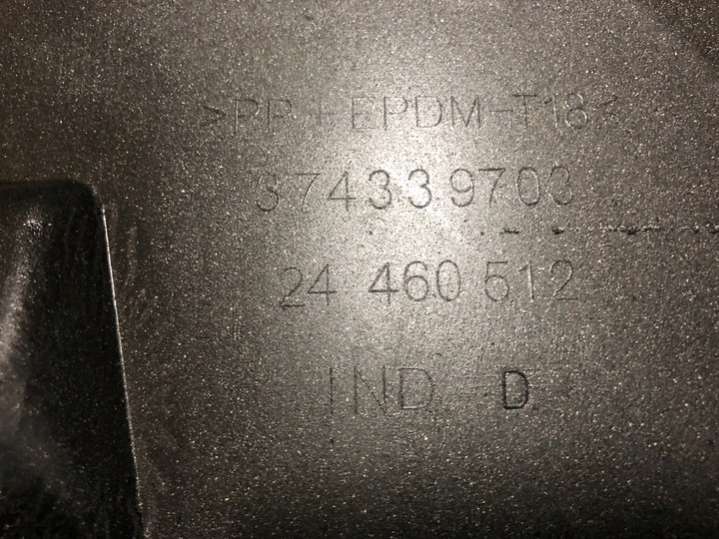 >PP+EPDM-T18<
374339703
24 460 512
IND. D